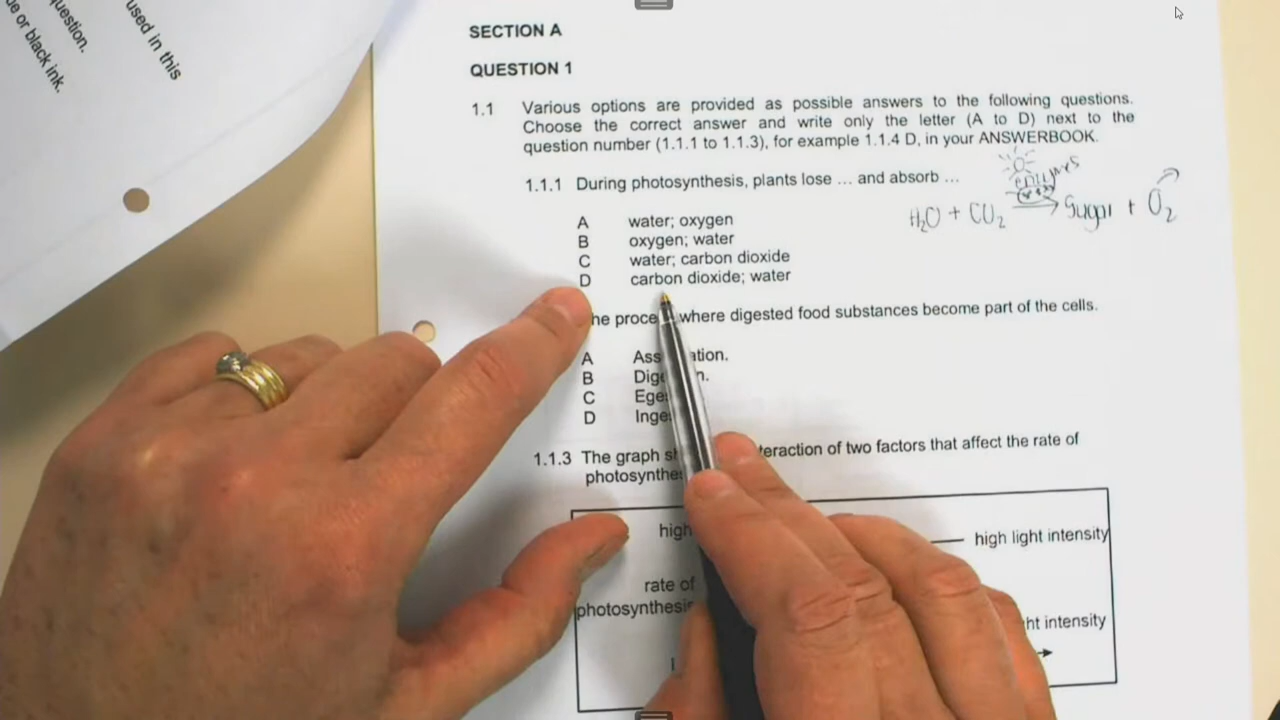 used in this
question.
or black ink.
SECTION A
QUESTION 1
1.1 Various options are provided as possible answers to the following questions.
Choose the correct answer and write only the letter (A to D) next to the
question number (1.1.1 to 1.1.3), for example 1.1.4 D, in your ANSWERBOOK.
1.1.1 During photosynthesis, plants lose ... and absorb ...
enzymes
H₂O + CO₂ → Sugar + O₂
A water; oxygen
B oxygen; water
C water; carbon dioxide
D carbon dioxide; water
where digested food substances become part of the cells.
A
B
C
D
1.1.3 The graph of two factors that affect the rate of
high
high light intensity
rate of
photosynthesis
intensity